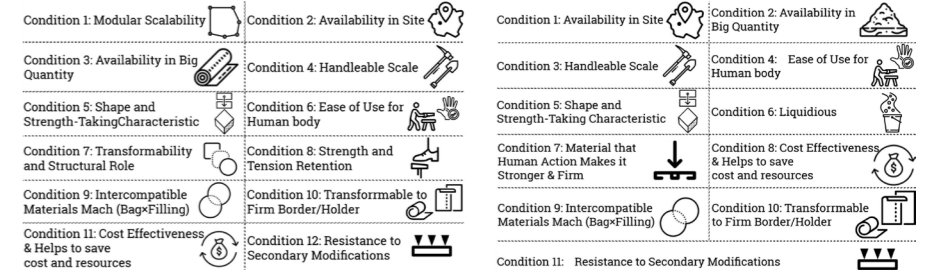 Condition 1: Modular Scalability
Condition 2: Availability in Site
Condition 3: Availability in Big
Quantity
Condition 4: Handleable Scale
Condition 5: Shape and
Strength-TakingCharacteristic
Condition 6: Ease of Use for
Human body
Condition 7: Transformability
and Structural Role
Condition 8: Strength and
Tension Retention
Condition 9: Intercompatible
Materials Mach (Bag×Filling)
Condition 10: Transforrmable to
Firm Border/Holder
Condition 11: Cost Effectiveness
& Helps to save
cost and resources
Condition 12: Resistance to
Secondary Modifications
Condition 1: Availability in Site
Condition 2: Availability in
Big Quantity
Condition 3: Handleable Scale
Condition 4: Ease of Use for
Human body
Condition 5: Shape and
Strength-Taking Characteristic
Condition 6: Liquidious
Condition 7: Material that
Human Action Makes it
Stronger & Firm
Condition 8: Cost Effectiveness
& Helps to save
cost and resources
Condition 9: Intercompatible
Materials Mach (Bag×Filling)
Condition 10: Transforrmable
to Firm Border/Holder
Condition 11: Resistance to Secondary Modifications